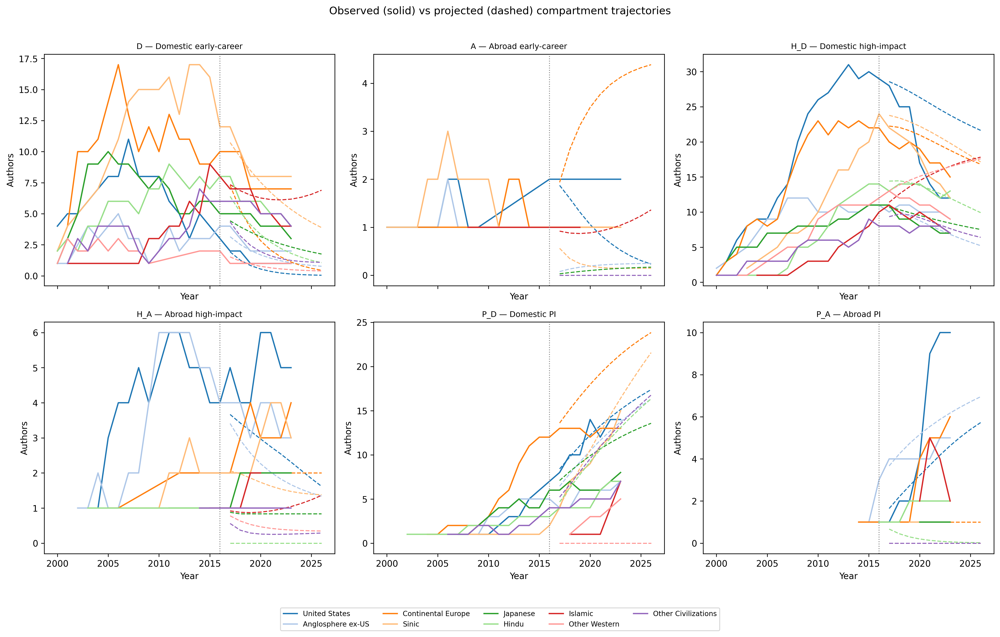 Observed (solid) vs projected (dashed) compartment trajectories
D — Domestic early-career
A — Abroad early-career
H_D — Domestic high-impact
17.5
15.0
12.5
10.0
7.5
5.0
2.5
0.0
Authors
Year
4
3
2
1
0
Authors
Year
30
25
20
15
10
5
0
Authors
Year
H_A — Abroad high-impact
P_D — Domestic PI
P_A — Abroad PI
6
5
4
3
2
1
0
Authors
2000 2005 2010 2015 2020 2025
Year
25
20
15
10
5
0
Authors
2000 2005 2010 2015 2020 2025
Year
10
8
6
4
2
0
Authors
2000 2005 2010 2015 2020 2025
Year
United States Continental Europe Japanese Islamic Other Civilizations
Anglosphere ex-US Sinic Hindu Other Western